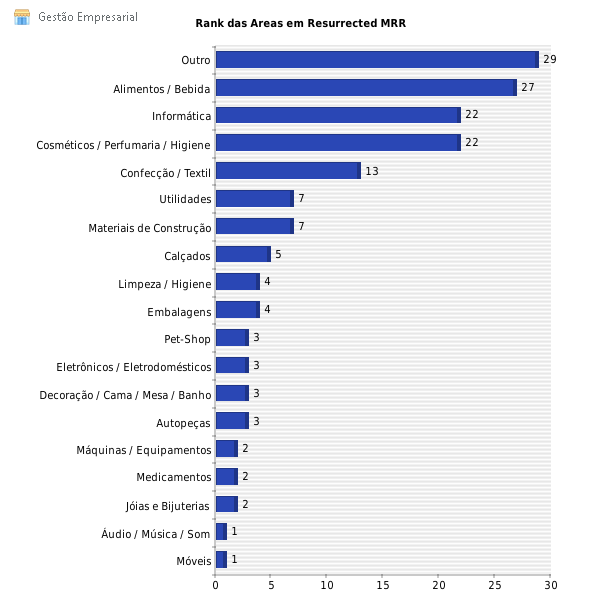 Gestão Empresarial
Rank das Areas em Resurrected MRR
Outro 29
Alimentos / Bebida 27
Informática 22
Cosméticos / Perfumaria / Higiene 22
Confecção / Textil 13
Utilidades 7
Materiais de Construção 7
Calçados 5
Limpeza / Higiene 4
Embalagens 4
Pet-Shop 3
Eletrônicos / Eletrodomésticos 3
Decoração / Cama / Mesa / Banho 3
Autopeças 3
Máquinas / Equipamentos 2
Medicamentos 2
Jóias e Bijuterias 2
Áudio / Música / Som 1
Móveis 1
0 5 10 15 20 25 30